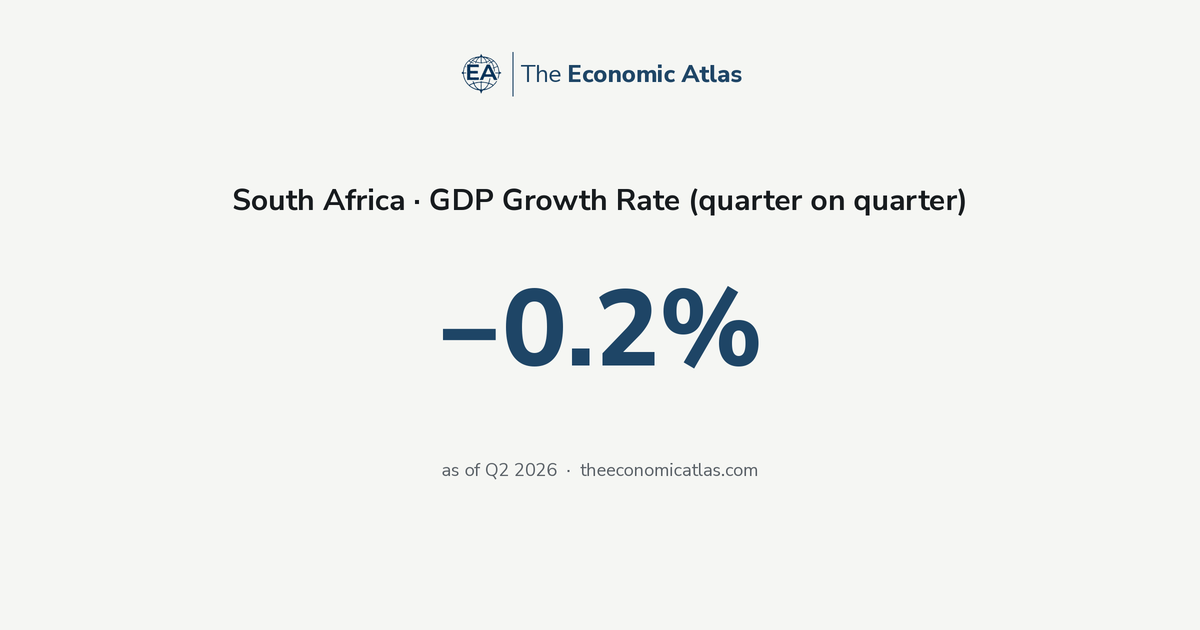 EA The Economic Atlas
South Africa · GDP Growth Rate (quarter on quarter)
−0.2%
as of Q2 2026 · theeconomicatlas.com